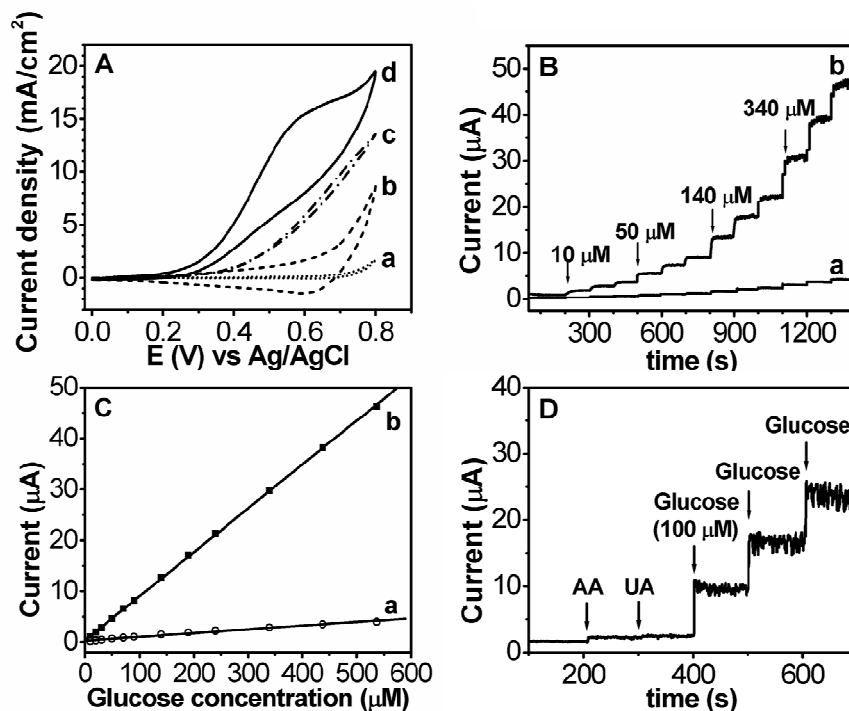 A
Current density (mA/cm²)
20
15
10
5
0
d
c
b
a
0.0 0.2 0.4 0.6 0.8
E (V) vs Ag/AgCl
B
Current (μA)
50
40
30
20
10
0
10 μM
50 μM
140 μM
340 μM
b
a
300 600 900 1200
time (s)
C
Current (μA)
50
40
30
20
10
0
b
a
0 100 200 300 400 500 600
Glucose concentration (μM)
D
Current (μA)
40
30
20
10
0
AA
UA
Glucose
(100 μM)
Glucose
Glucose
200 400 600
time (s)